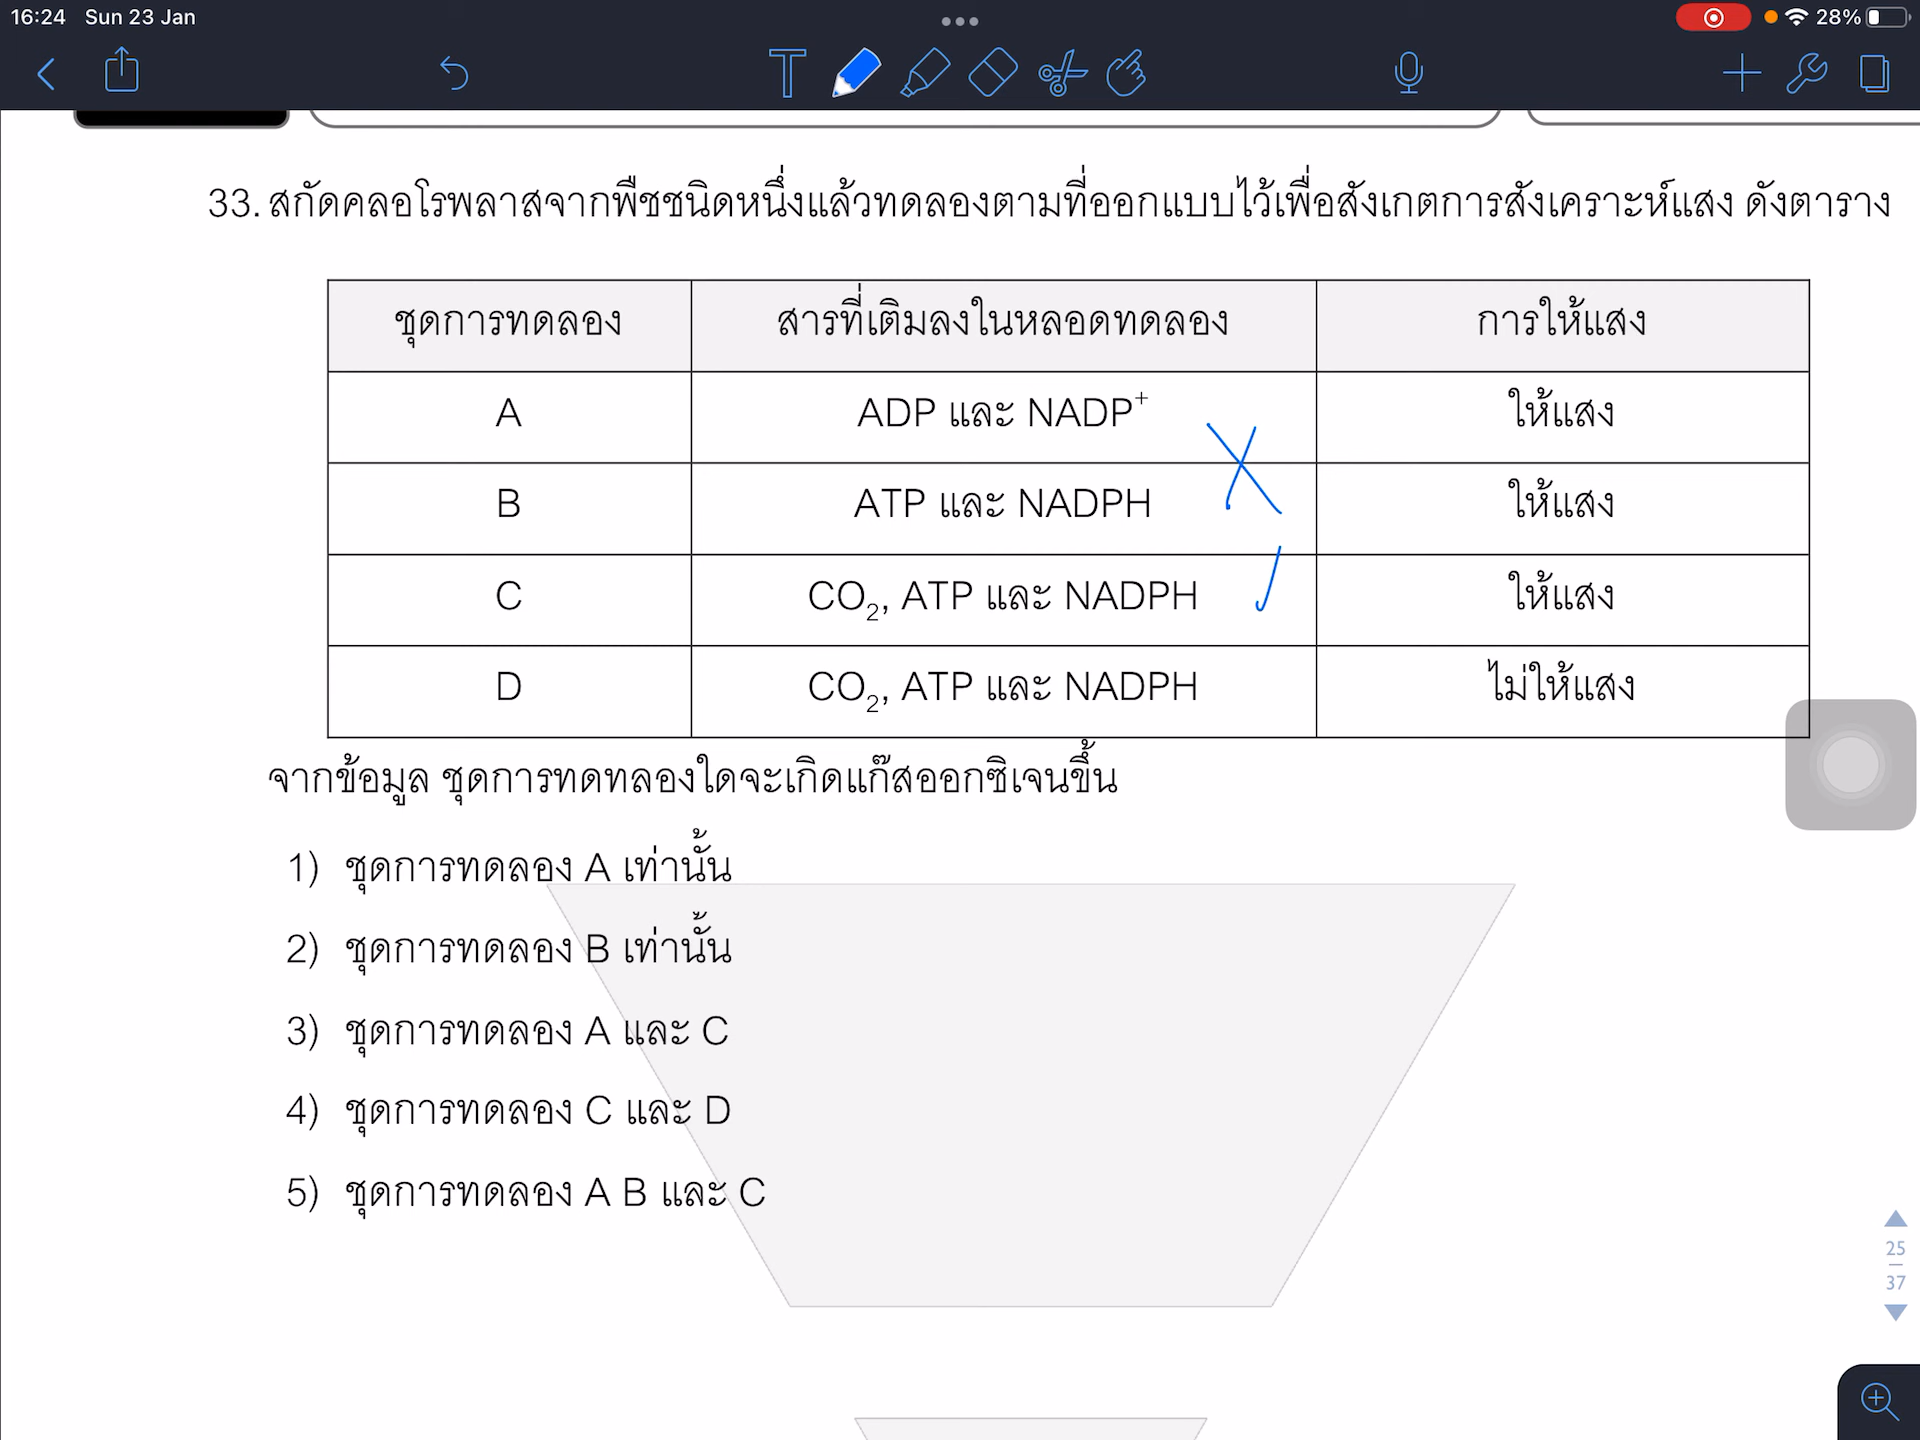 16:24 Sun 23 Jan
28%
33. สกัดคลอโรพลาสจากพืชชนิดหนึ่งแล้วทดลองตามที่ออกแบบไว้เพื่อสังเกตการสังเคราะห์แสง ดังตาราง
ชุดการทดลอง สารที่เติมลงในหลอดทดลอง การให้แสง
A ADP และ NADP⁺ ให้แสง
B ATP และ NADPH ให้แสง
C CO₂, ATP และ NADPH ให้แสง
D CO₂, ATP และ NADPH ไม่ให้แสง
จากข้อมูล ชุดการทดทลองใดจะเกิดแก๊สออกซิเจนขึ้น
1) ชุดการทดลอง A เท่านั้น
2) ชุดการทดลอง B เท่านั้น
3) ชุดการทดลอง A และ C
4) ชุดการทดลอง C และ D
5) ชุดการทดลอง A B และ C
25
37